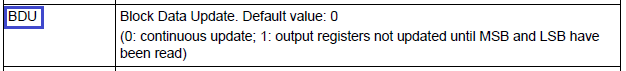 BDU Block Data Update. Default value: 0
(0: continuous update; 1: output registers not updated until MSB and LSB have
been read)